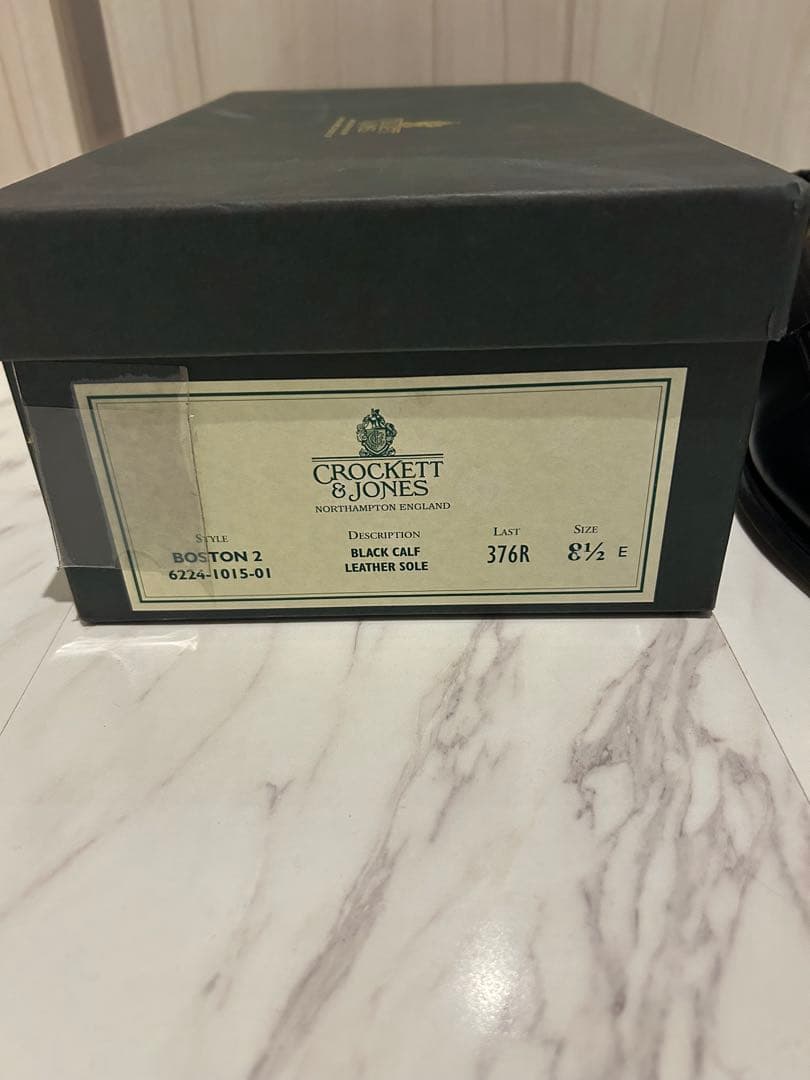 CROCKETT
& JONES
NORTHAMPTON ENGLAND
STYLE
BOSTON 2
6224-1015-01
DESCRIPTION
BLACK CALF
LEATHER SOLE
LAST
376R
SIZE
8½ E